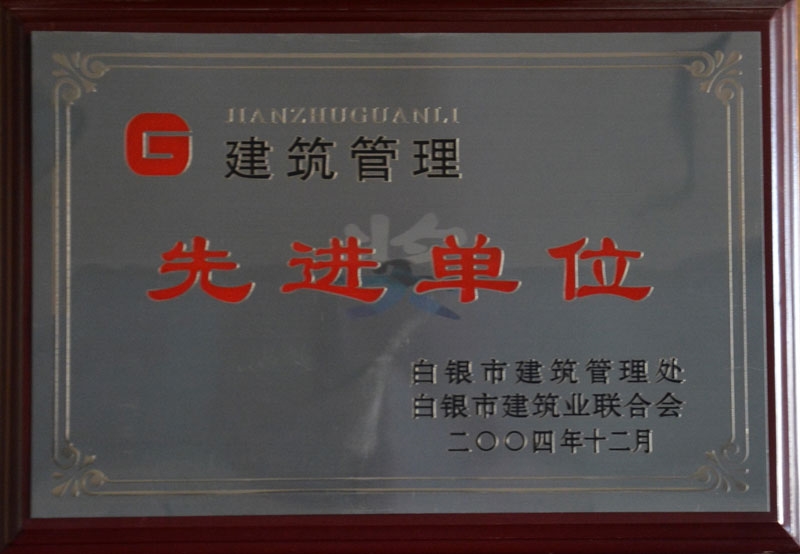 JIANZHUGUANLI
建筑管理
先进单位
奖
白银市建筑管理处
白银市建筑业联合会
二〇〇四年十二月